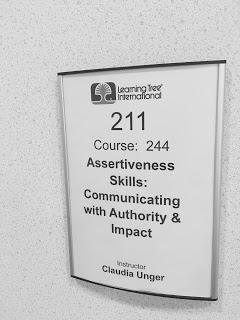 Learning Tree
International
211
Course: 244
Assertiveness
Skills:
Communicating
with Authority &
Impact
Instructor
Claudia Unger